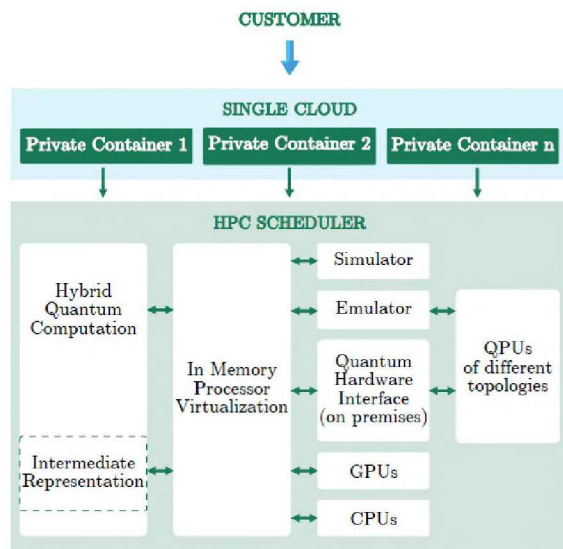 CUSTOMER
SINGLE CLOUD
Private Container 1
Private Container 2
Private Container n
HPC SCHEDULER
Hybrid
Quantum
Computation
Intermediate
Representation
In Memory
Processor
Virtualization
Simulator
Emulator
Quantum
Hardware
Interface
(on premises)
GPUs
CPUs
QPUs
of different
topologies